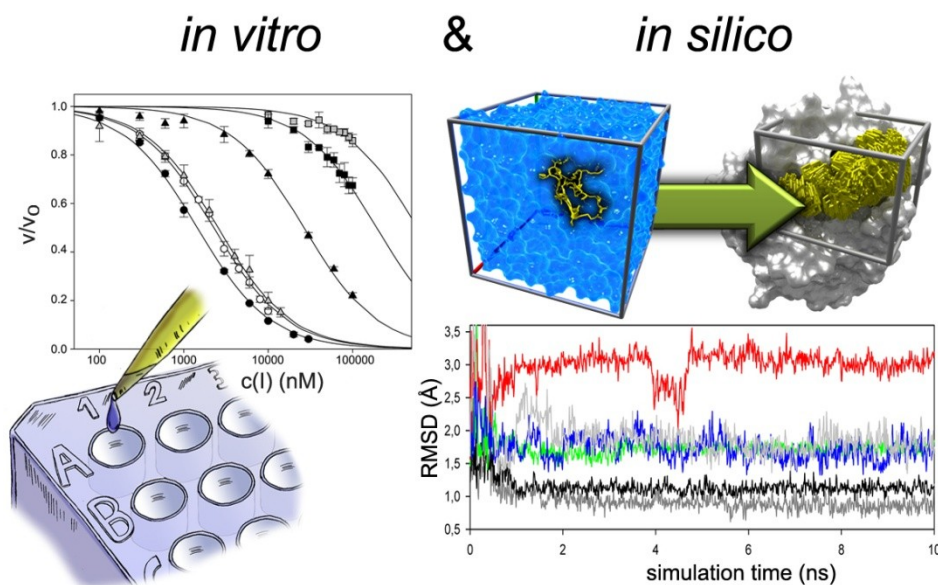 in vitro & in silico
v/vo
1.0
0.8
0.6
0.4
0.2
0.0
100 1000 10000 100000
c(I) (nM)
1 2 3
A
B
C
RMSD (Å)
3,5
3,0
2,5
2,0
1,5
1,0
0,5
0 2 4 6 8 10
simulation time (ns)